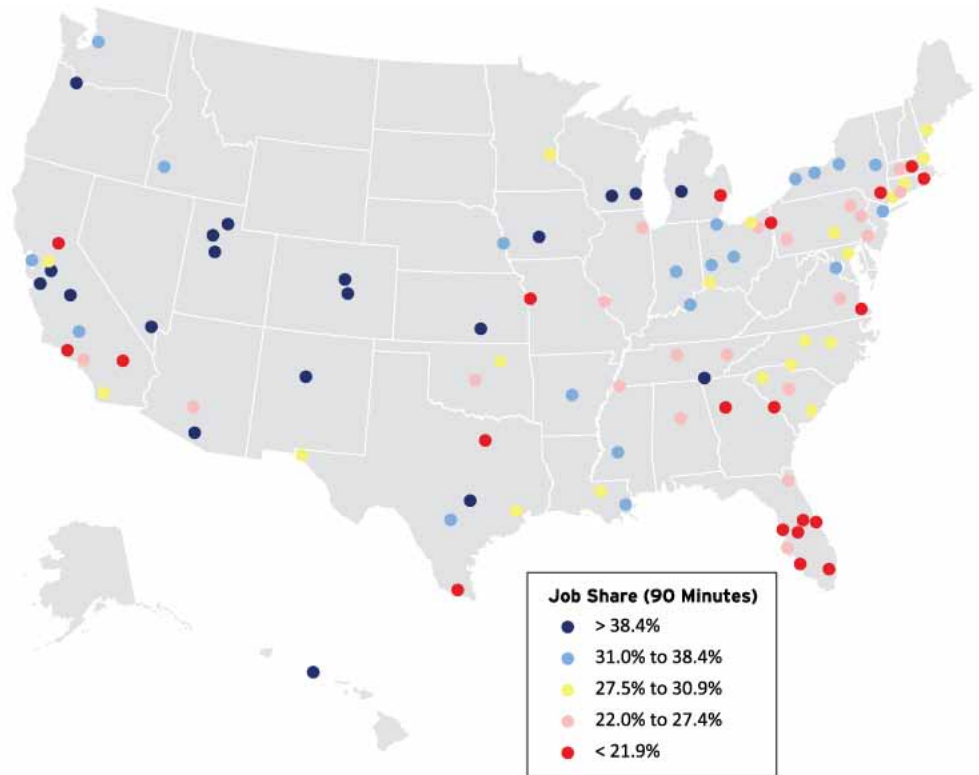 Job Share (90 Minutes)
> 38.4%
31.0% to 38.4%
27.5% to 30.9%
22.0% to 27.4%
< 21.9%